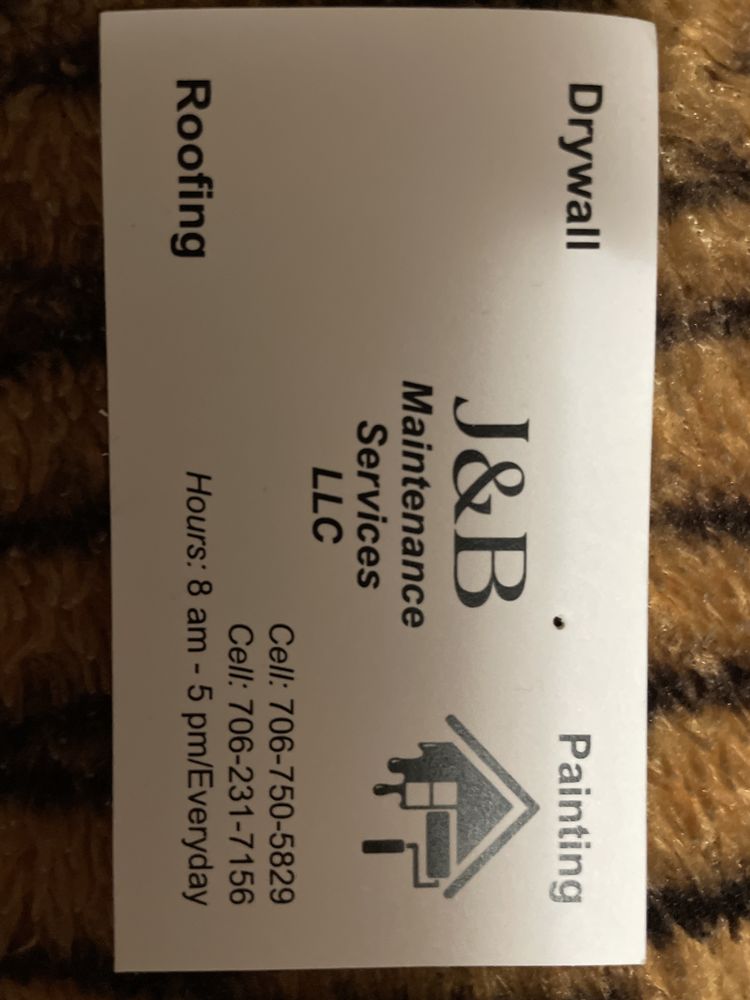 Drywall
Painting
J&B
Maintenance
Services
LLC
Cell: 706-750-5829
Cell: 706-231-7156
Roofing
Hours: 8 am - 5 pm/Everyday